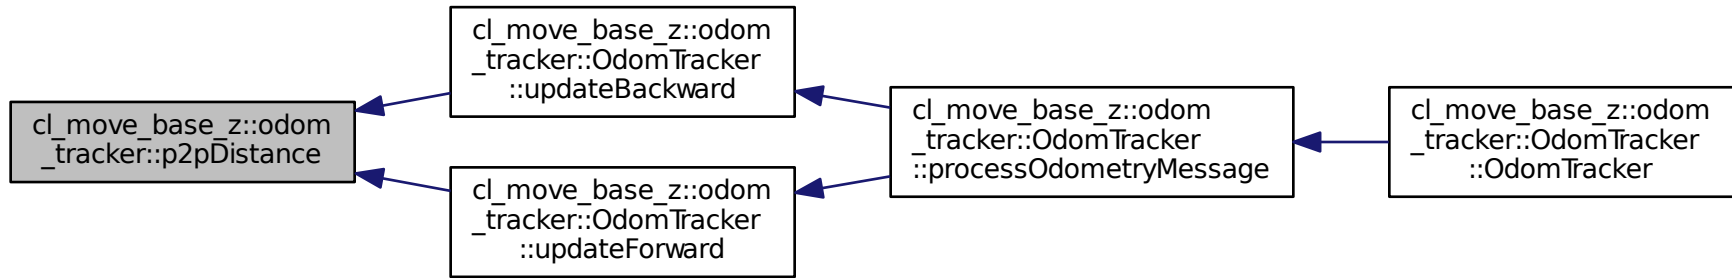 cl_move_base_z::odom
_tracker::p2pDistance
cl_move_base_z::odom
_tracker::OdomTracker
::updateBackward
cl_move_base_z::odom
_tracker::OdomTracker
::updateForward
cl_move_base_z::odom
_tracker::OdomTracker
::processOdometryMessage
cl_move_base_z::odom
_tracker::OdomTracker
::OdomTracker